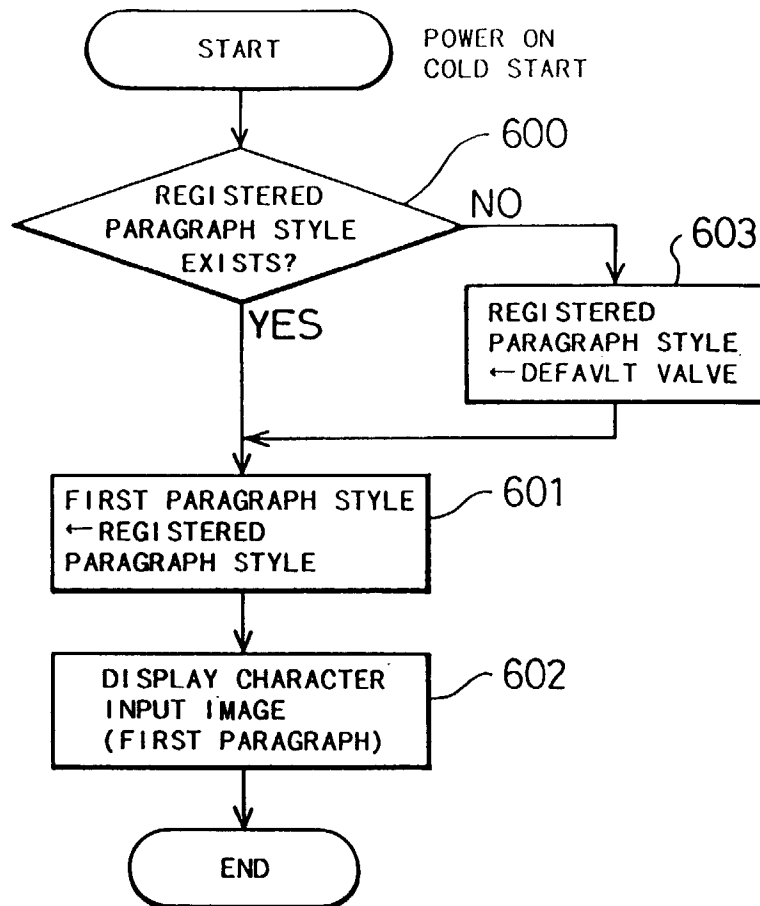 START
POWER ON
COLD START
600
REGISTERED
PARAGRAPH STYLE
EXISTS?
NO
603
YES
REGISTERED
PARAGRAPH STYLE
←DEFAVLT VALVE
FIRST PARAGRAPH STYLE
←REGISTERED
PARAGRAPH STYLE
601
DISPLAY CHARACTER
INPUT IMAGE
(FIRST PARAGRAPH)
602
END